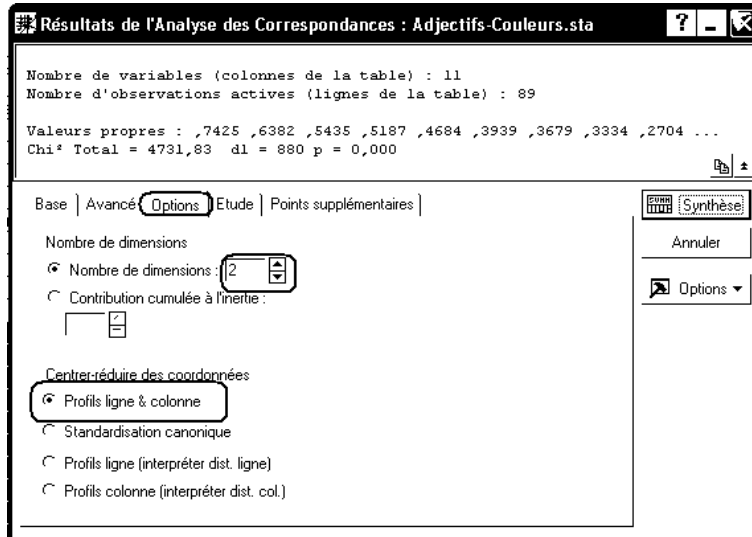 Résultats de l'Analyse des Correspondances : Adjectifs-Couleurs.sta
Nombre de variables (colonnes de la table) : 11
Nombre d'observations actives (lignes de la table) : 89
Valeurs propres : ,7425 ,6382 ,5435 ,5187 ,4684 ,3939 ,3679 ,3334 ,2704 ...
Chi² Total = 4731,83 dl = 880 p = 0,000
Base Avancé Options Etude Points supplémentaires
Synthèse
Annuler
Options
Nombre de dimensions
Nombre de dimensions : 2
Contribution cumulée à l'inertie :
Centrer-réduire des coordonnées
Profils ligne & colonne
Standardisation canonique
Profils ligne (interpréter dist. ligne)
Profils colonne (interpréter dist. col.)